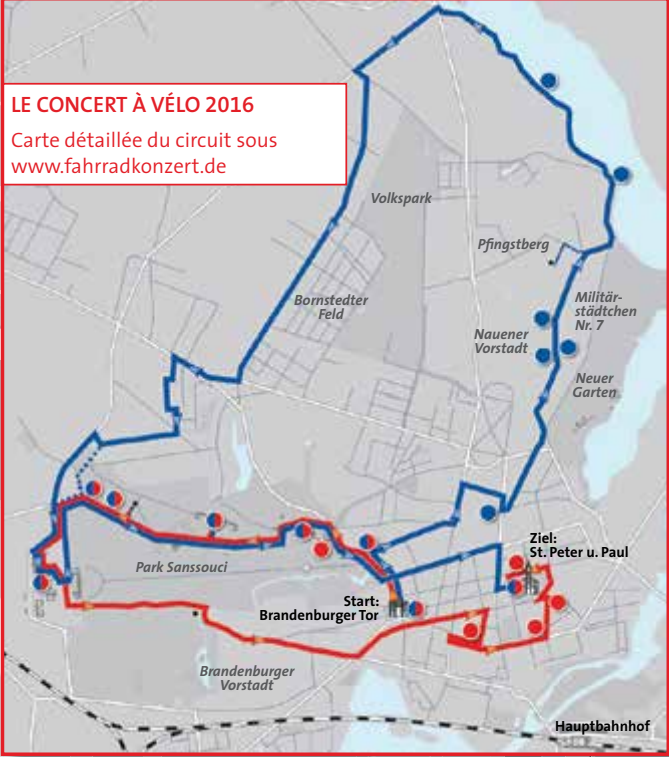 LE CONCERT À VÉLO 2016
Carte détaillée du circuit sous
www.fahrradkonzert.de
Volkspark
Pfingstberg
Bornstedter
Feld
Militär-
städtchen
Nr. 7
Nauener
Vorstadt
Neuer
Garten
Ziel:
St. Peter u. Paul
Park Sanssouci
Start:
Brandenburger Tor
Brandenburger
Vorstadt
Hauptbahnhof